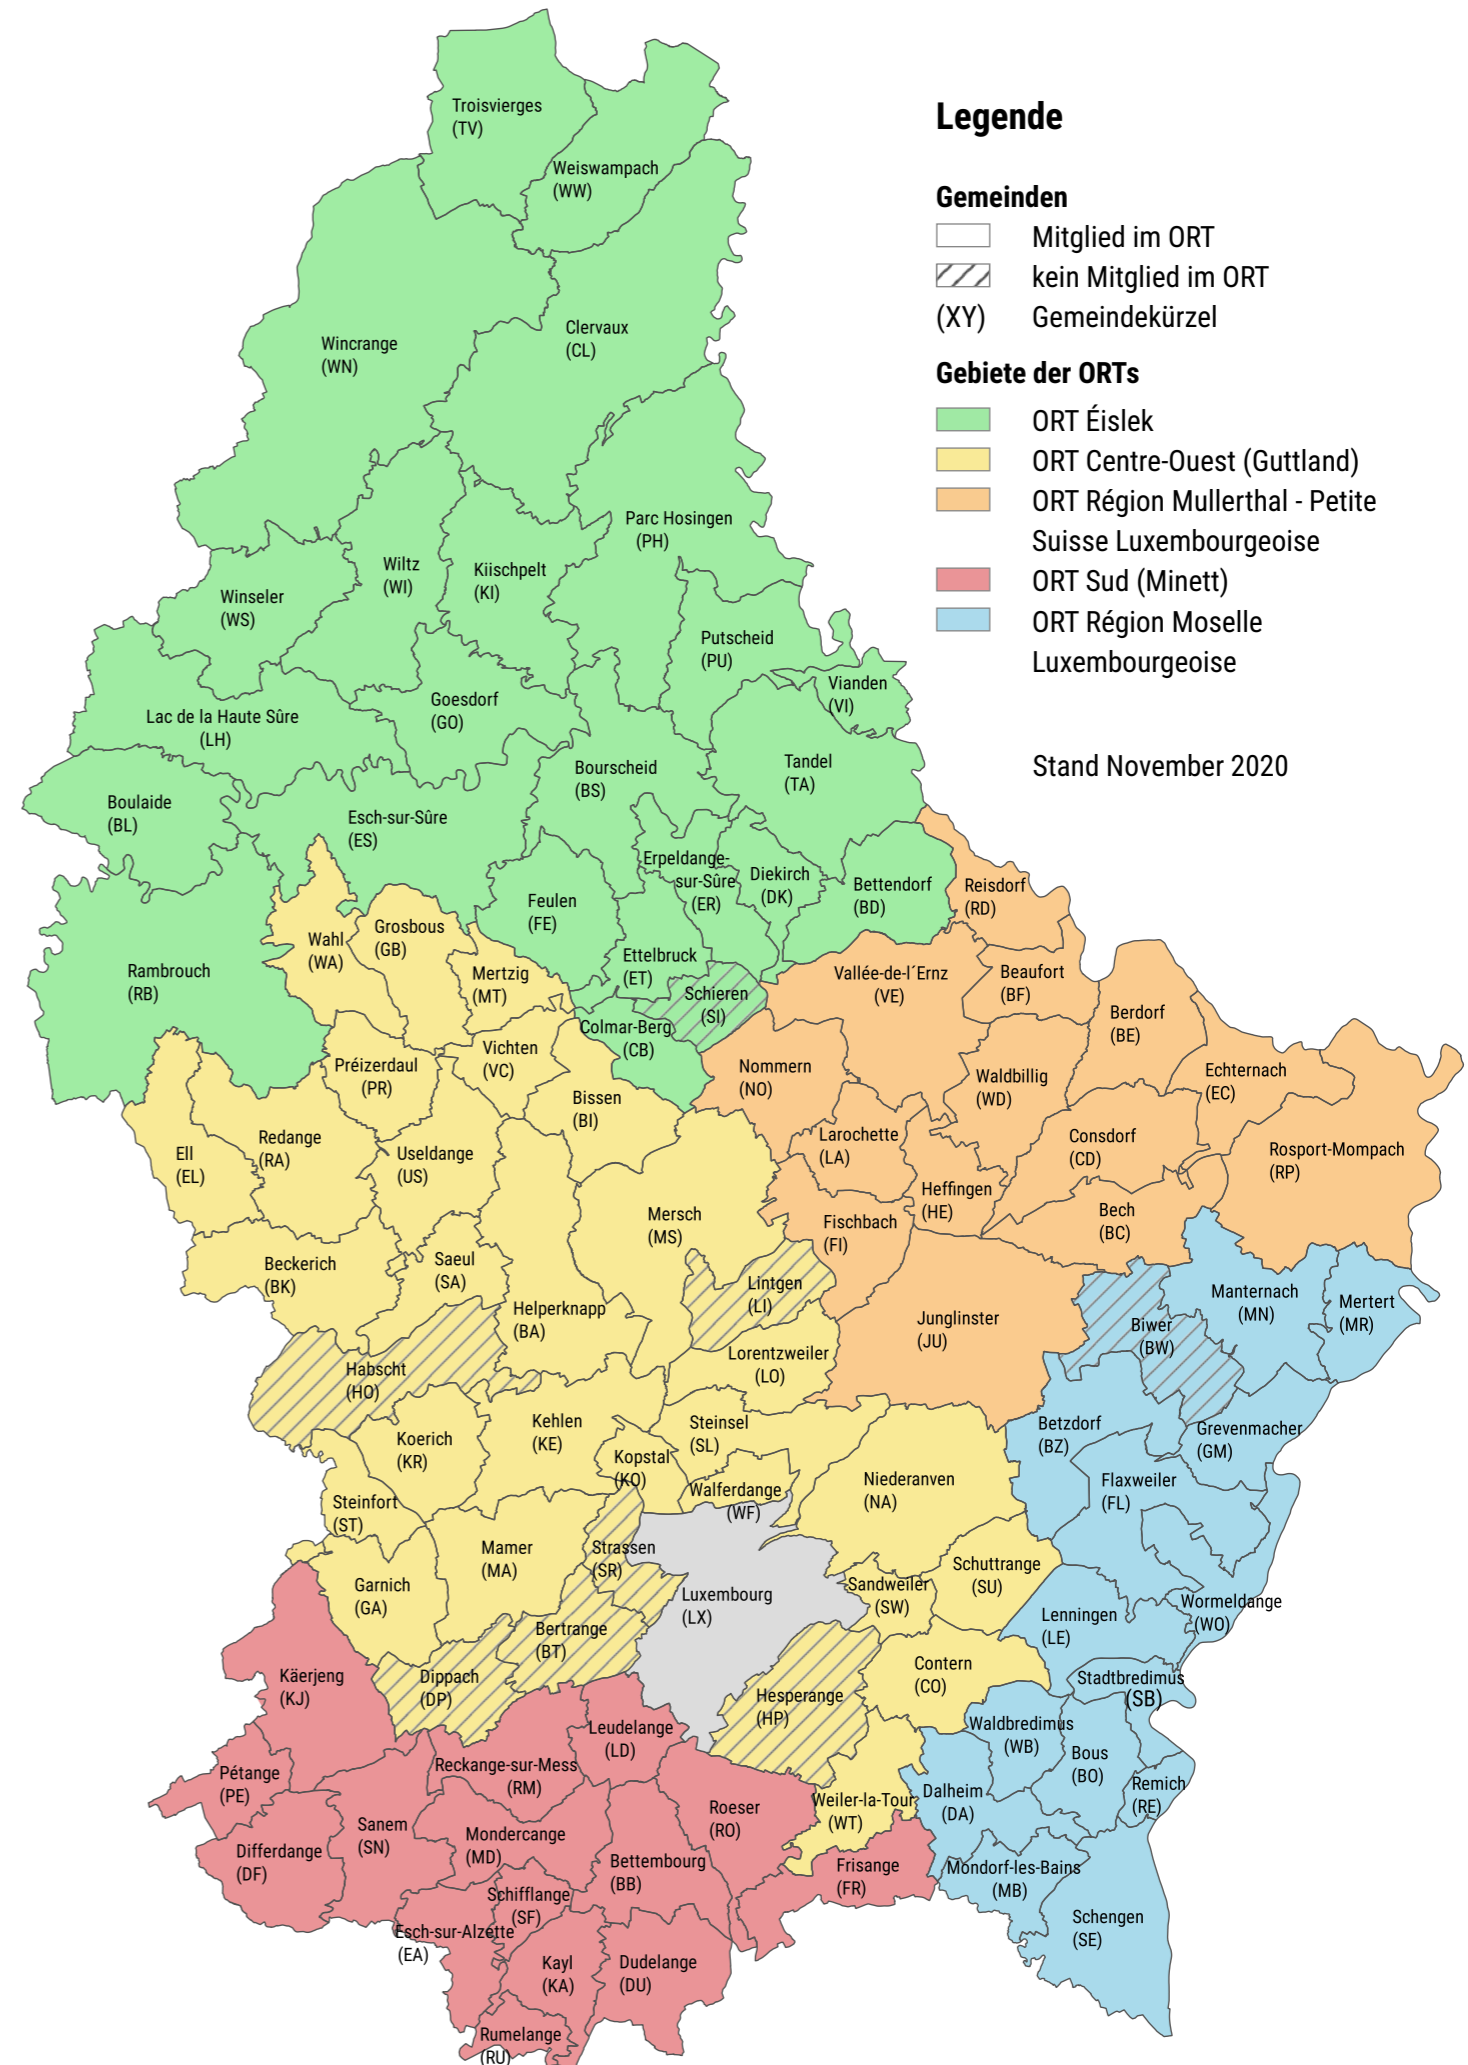 Legende
Gemeinden
Mitglied im ORT
kein Mitglied im ORT
(XY) Gemeindekürzel
Gebiete der ORTs
ORT Éislek
ORT Centre-Ouest (Guttland)
ORT Région Mullerthal - Petite
Suisse Luxembourgeoise
ORT Sud (Minett)
ORT Région Moselle
Luxembourgeoise
Stand November 2020
Troisvierges
(TV)
Weiswampach
(WW)
Wincrange
(WN)
Clervaux
(CL)
Parc Hosingen
(PH)
Wiltz
(WI)
Kiischpelt
(KI)
Winseler
(WS)
Putscheid
(PU)
Vianden
(VI)
Goesdorf
(GO)
Lac de la Haute Sûre
(LH)
Tandel
(TA)
Bourscheid
(BS)
Boulaide
(BL)
Esch-sur-Sûre
(ES)
Erpeldange-
sur-Sûre
(ER)
Diekirch
(DK)
Bettendorf
(BD)
Reisdorf
(RD)
Feulen
(FE)
Grosbous
(GB)
Wahl
(WA)
Mertzig
(MT)
Ettelbruck
(ET)
Rambrouch
(RB)
Schieren
(SI)
Vallée-de-l´Ernz
(VE)
Beaufort
(BF)
Berdorf
(BE)
Colmar-Berg
(CB)
Vichten
(VC)
Préizerdaul
(PR)
Nommern
(NO)
Waldbillig
(WD)
Echternach
(EC)
Bissen
(BI)
Larochette
(LA)
Consdorf
(CD)
Rosport-Mompach
(RP)
Ell
(EL)
Redange
(RA)
Useldange
(US)
Heffingen
(HE)
Bech
(BC)
Mersch
(MS)
Fischbach
(FI)
Beckerich
(BK)
Saeul
(SA)
Lintgen
(LI)
Helperknapp
(BA)
Junglinster
(JU)
Manternach
(MN)
Mertert
(MR)
Biwer
(BW)
Habscht
(HO)
Lorentzweiler
(LO)
Kehlen
(KE)
Koerich
(KR)
Steinsel
(SL)
Betzdorf
(BZ)
Grevenmacher
(GM)
Kopstal
(KO)
Walferdange
(WF)
Niederanven
(NA)
Flaxweiler
(FL)
Steinfort
(ST)
Mamer
(MA)
Strassen
(SR)
Schuttrange
(SU)
Garnich
(GA)
Luxembourg
(LX)
Sandweiler
(SW)
Lenningen
(LE)
Wormeldange
(WO)
Bertrange
(BT)
Käerjeng
(KJ)
Dippach
(DP)
Contern
(CO)
Stadtbredimus
(SB)
Hesperange
(HP)
Leudelange
(LD)
Waldbredimus
(WB)
Bous
(BO)
Reckange-sur-Mess
(RM)
Pétange
(PE)
Remich
(RE)
Dalheim
(DA)
Weiler-la-Tour
(WT)
Roeser
(RO)
Sanem
(SN)
Mondercange
(MD)
Differdange
(DF)
Bettembourg
(BB)
Frisange
(FR)
Mondorf-les-Bains
(MB)
Schifflange
(SF)
Schengen
(SE)
Esch-sur-Alzette
(EA)
Kayl
(KA)
Dudelange
(DU)
Rumelange
(RU)